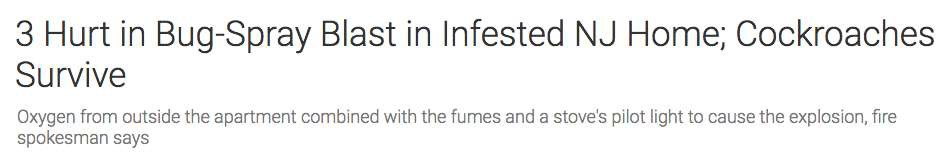 3 Hurt in Bug-Spray Blast in Infested NJ Home; Cockroaches
Survive
Oxygen from outside the apartment combined with the fumes and a stove's pilot light to cause the explosion, fire
spokesman says